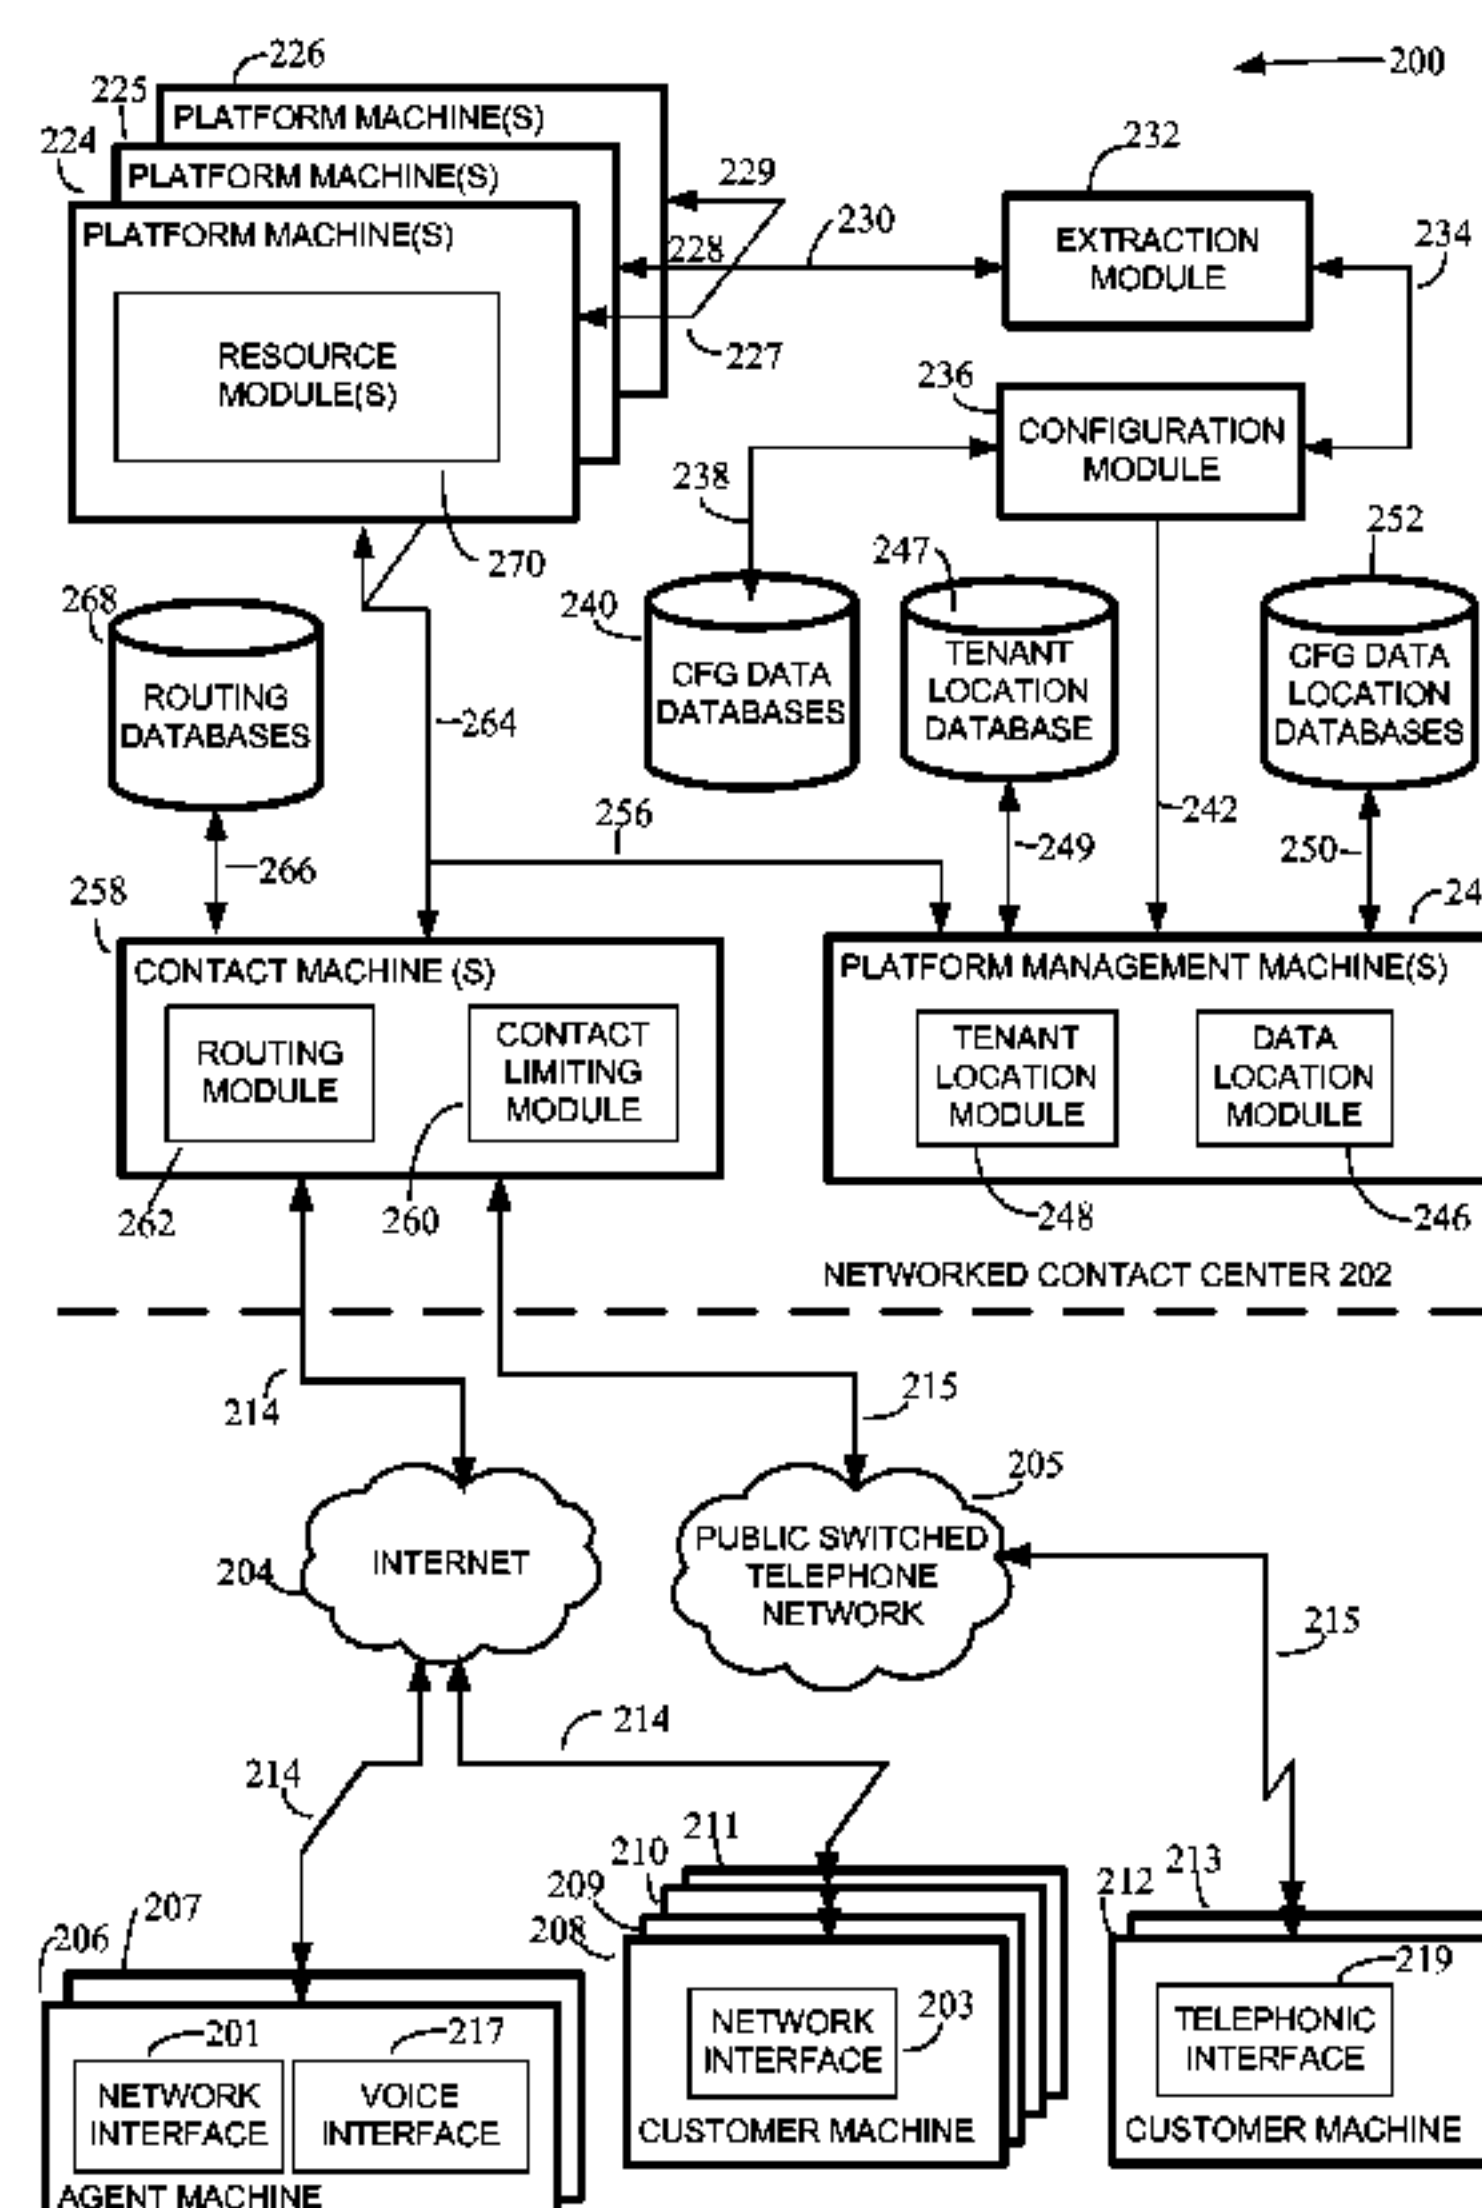 226
200
225
PLATFORM MACHINE(S)
232
224
PLATFORM MACHINE(S)
229
230
234
PLATFORM MACHINE(S)
228
EXTRACTION
MODULE
227
RESOURCE
MODULE(S)
236
CONFIGURATION
MODULE
238
252
247
270
268
240
TENANT
LOCATION
DATABASE
CFG DATA
LOCATION
DATABASES
CFG DATA
DATABASES
ROUTING
DATABASES
264
256
242
249
250
266
258
24
CONTACT MACHINE (S)
PLATFORM MANAGEMENT MACHINE(S)
ROUTING
MODULE
CONTACT
LIMITING
MODULE
TENANT
LOCATION
MODULE
DATA
LOCATION
MODULE
262
260
248
246
NETWORKED CONTACT CENTER 202
214
215
205
204
INTERNET
PUBLIC SWITCHED
TELEPHONE
NETWORK
215
214
214
211
210
213
209
212
207
208
206
219
201
217
203
NETWORK
INTERFACE
TELEPHONIC
INTERFACE
NETWORK
INTERFACE
VOICE
INTERFACE
CUSTOMER MACHINE
CUSTOMER MACHINE
AGENT MACHINE